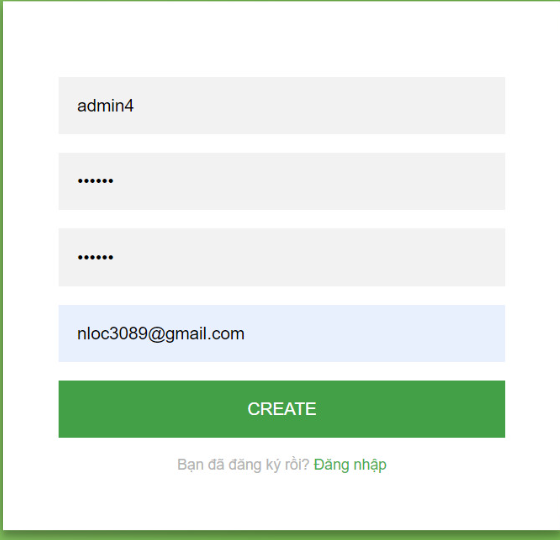 admin4
••••••
••••••
nloc3089@gmail.com
CREATE
Bạn đã đăng ký rồi? Đăng nhập